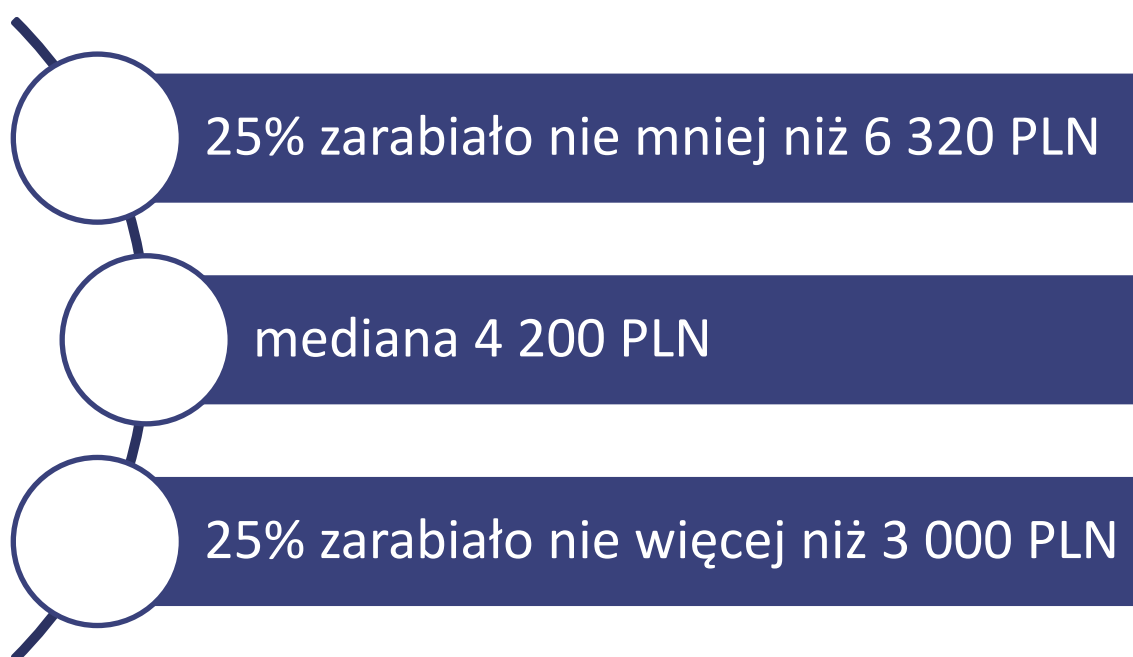 25% zarabiało nie mniej niż 6 320 PLN
mediana 4 200 PLN
25% zarabiało nie więcej niż 3 000 PLN